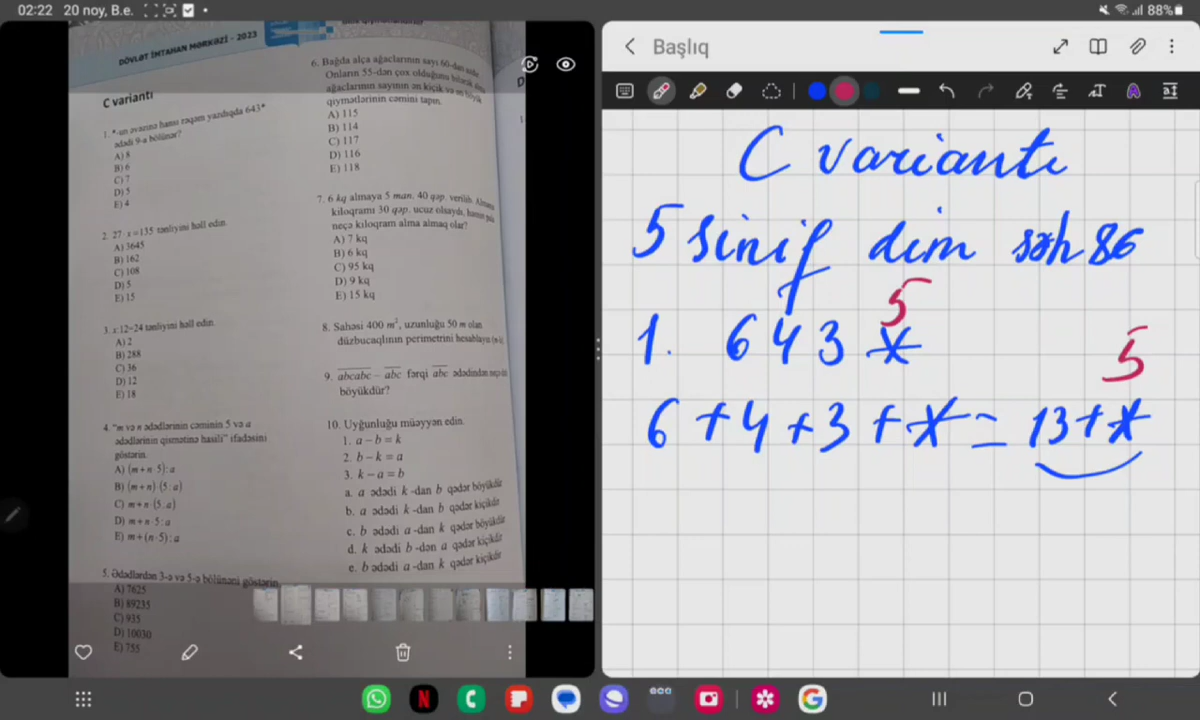 02:22 20 noy, B.e.
88%
DÖVLƏT İMTAHAN MƏRKƏZİ - 2023
C variantı
1. *-un əvəzinə hansı rəqəm yazdıqda 643*
ədədi 9-a bölünər?
A) 8
B) 6
C) 7
D) 5
E) 4
2. 27 · x=135 tənliyini həll edin.
A) 3645
B) 162
C) 108
D) 5
E) 15
3. x:12=24 tənliyini həll edin.
A) 2
B) 288
C) 36
D) 12
E) 18
4. "m və n ədədlərinin cəminin 5 və a
ədədlərinin qismətinə hasili" ifadəsini
göstərin.
A) (m+n·5):a
B) (m+n)·(5:a)
C) m+n·(5:a)
D) m+n·5:a
E) m+(n·5):a
5. Ədədlərdən 3-ə və 5-ə bölünəni göstərin.
A) 7625
B) 89235
C) 935
D) 10030
E) 755
6. Bağda alça ağaclarının sayı 60-dan
Onların 55-dən çox olduğunu bilərək
ağaclarının sayının ən kiçik və ən böyük
qiymətlərinin cəmini tapın.
A) 115
B) 114
C) 117
D) 116
E) 118
7. 6 kq almaya 5 man. 40 qəp. verilib. Almanın
kiloqramı 30 qəp. ucuz olsaydı, həmin pula
neçə kiloqram alma almaq olar?
A) 7 kq
B) 6 kq
C) 95 kq
D) 9 kq
E) 15 kq
8. Sahəsi 400 m², uzunluğu 50 m olan
düzbucaqlının perimetrini hesablayın
9. abcabc − abc fərqi abc ədədindən
böyükdür?
10. Uyğunluğu müəyyən edin.
1. a − b = k
2. b − k = a
3. k − a = b
a. a ədədi k -dan b qədər böyükdür
b. a ədədi k -dan b qədər kiçikdir
c. b ədədi a -dan k qədər böyükdür
d. k ədədi b -dən a qədər kiçikdir
e. b ədədi a -dan k qədər kiçikdir
Başlıq
C variantı
5 sinif dim səh 86
5
1. 643*
5
6+4+3+*=13+*